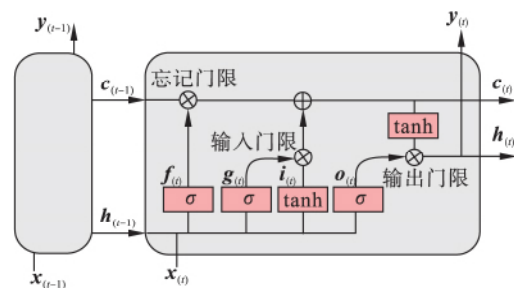 y(t-1) y(t)
c(t-1) 忘记门限 c(t)
tanh
输入门限 h(t)
f(t) g(t) i(t) o(t) 输出门限
σ σ tanh σ
h(t-1)
x(t-1) x(t)